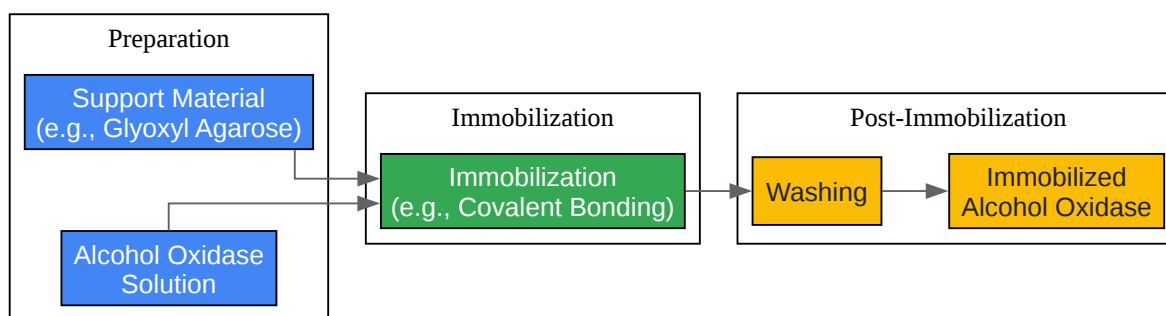 Preparation
Support Material
(e.g., Glyoxyl Agarose)
Alcohol Oxidase
Solution
Immobilization
Immobilization
(e.g., Covalent Bonding)
Post-Immobilization
Washing
Immobilized
Alcohol Oxidase